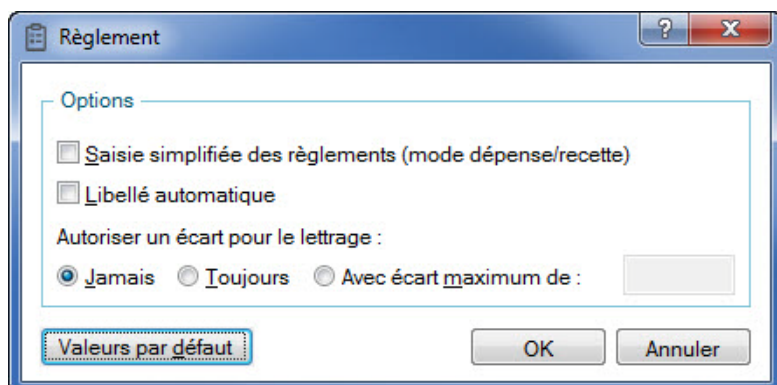 Règlement
Options
Saisie simplifiée des règlements (mode dépense/recette)
Libellé automatique
Autoriser un écart pour le lettrage :
Jamais Toujours Avec écart maximum de :
Valeurs par défaut OK Annuler